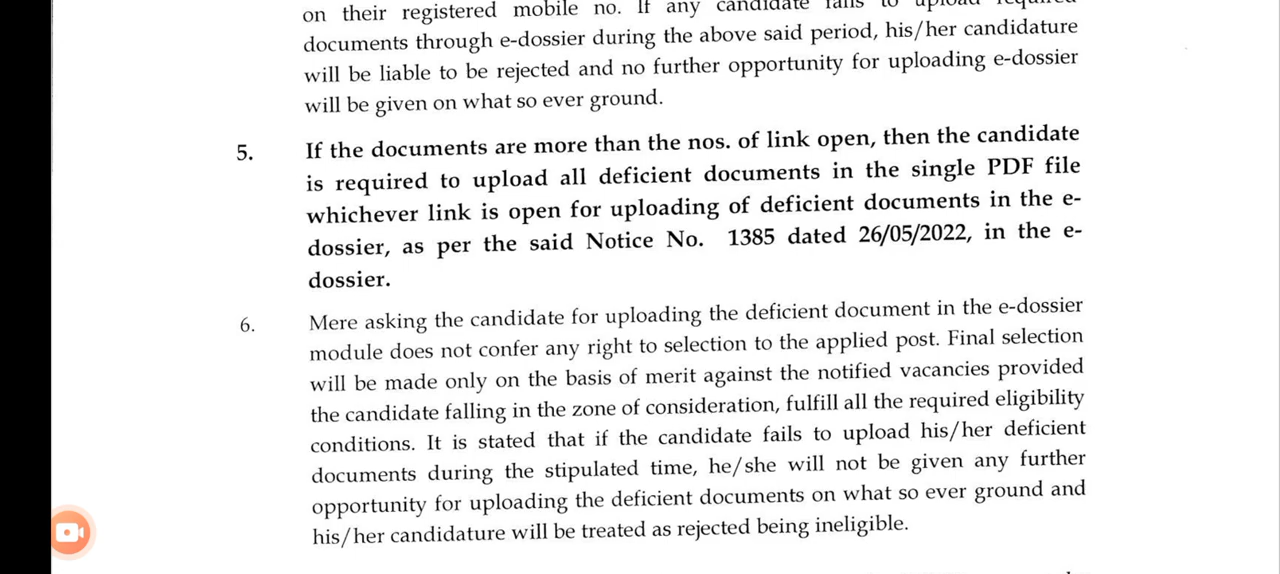 on their registered mobile no. If any candidate fails to upload required
documents through e-dossier during the above said period, his/her candidature
will be liable to be rejected and no further opportunity for uploading e-dossier
will be given on what so ever ground.
5. If the documents are more than the nos. of link open, then the candidate
is required to upload all deficient documents in the single PDF file
whichever link is open for uploading of deficient documents in the e-
dossier, as per the said Notice No. 1385 dated 26/05/2022, in the e-
dossier.
6. Mere asking the candidate for uploading the deficient document in the e-dossier
module does not confer any right to selection to the applied post. Final selection
will be made only on the basis of merit against the notified vacancies provided
the candidate falling in the zone of consideration, fulfill all the required eligibility
conditions. It is stated that if the candidate fails to upload his/her deficient
documents during the stipulated time, he/she will not be given any further
opportunity for uploading the deficient documents on what so ever ground and
his/her candidature will be treated as rejected being ineligible.